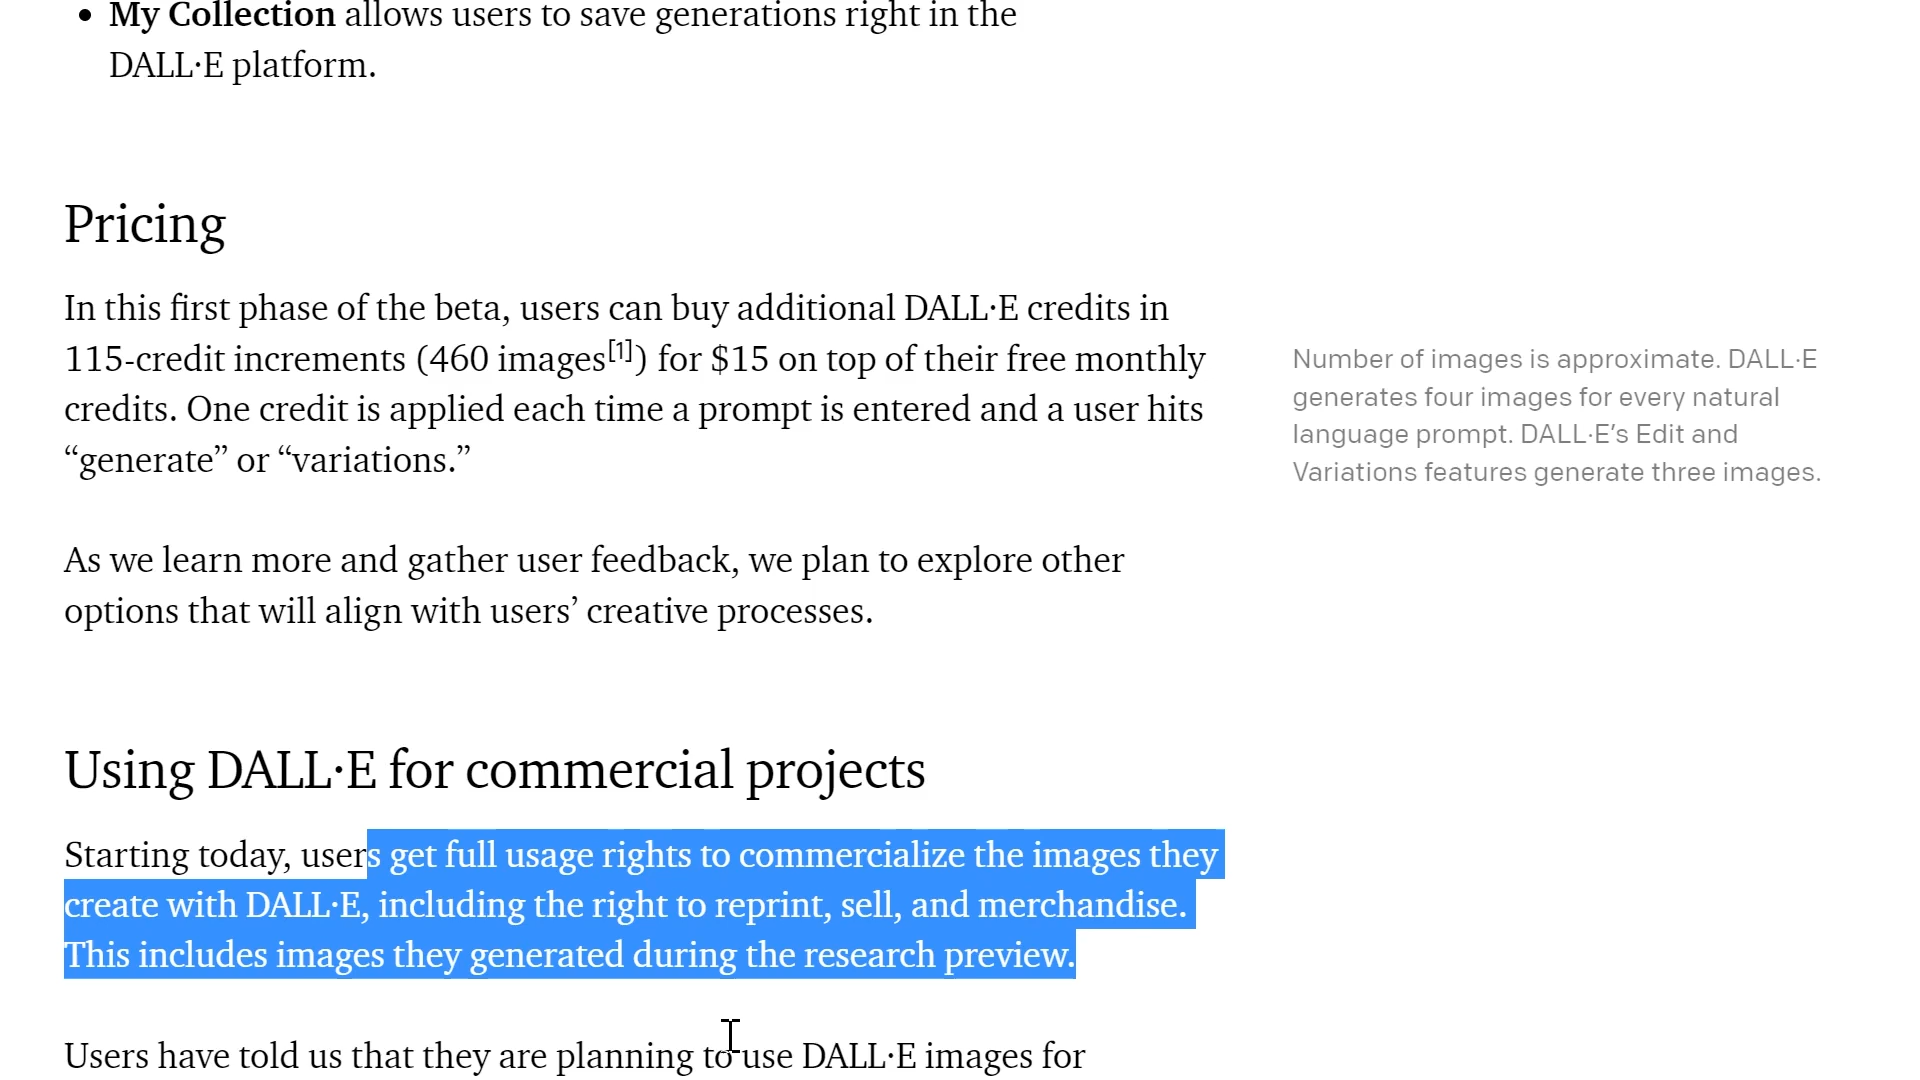 • My Collection allows users to save generations right in the
DALL·E platform.
Pricing
In this first phase of the beta, users can buy additional DALL·E credits in
115-credit increments (460 images[1]) for $15 on top of their free monthly
credits. One credit is applied each time a prompt is entered and a user hits
“generate” or “variations.”
Number of images is approximate. DALL·E
generates four images for every natural
language prompt. DALL·E’s Edit and
Variations features generate three images.
As we learn more and gather user feedback, we plan to explore other
options that will align with users’ creative processes.
Using DALL·E for commercial projects
Starting today, users get full usage rights to commercialize the images they
create with DALL·E, including the right to reprint, sell, and merchandise.
This includes images they generated during the research preview.
Users have told us that they are planning to use DALL·E images for